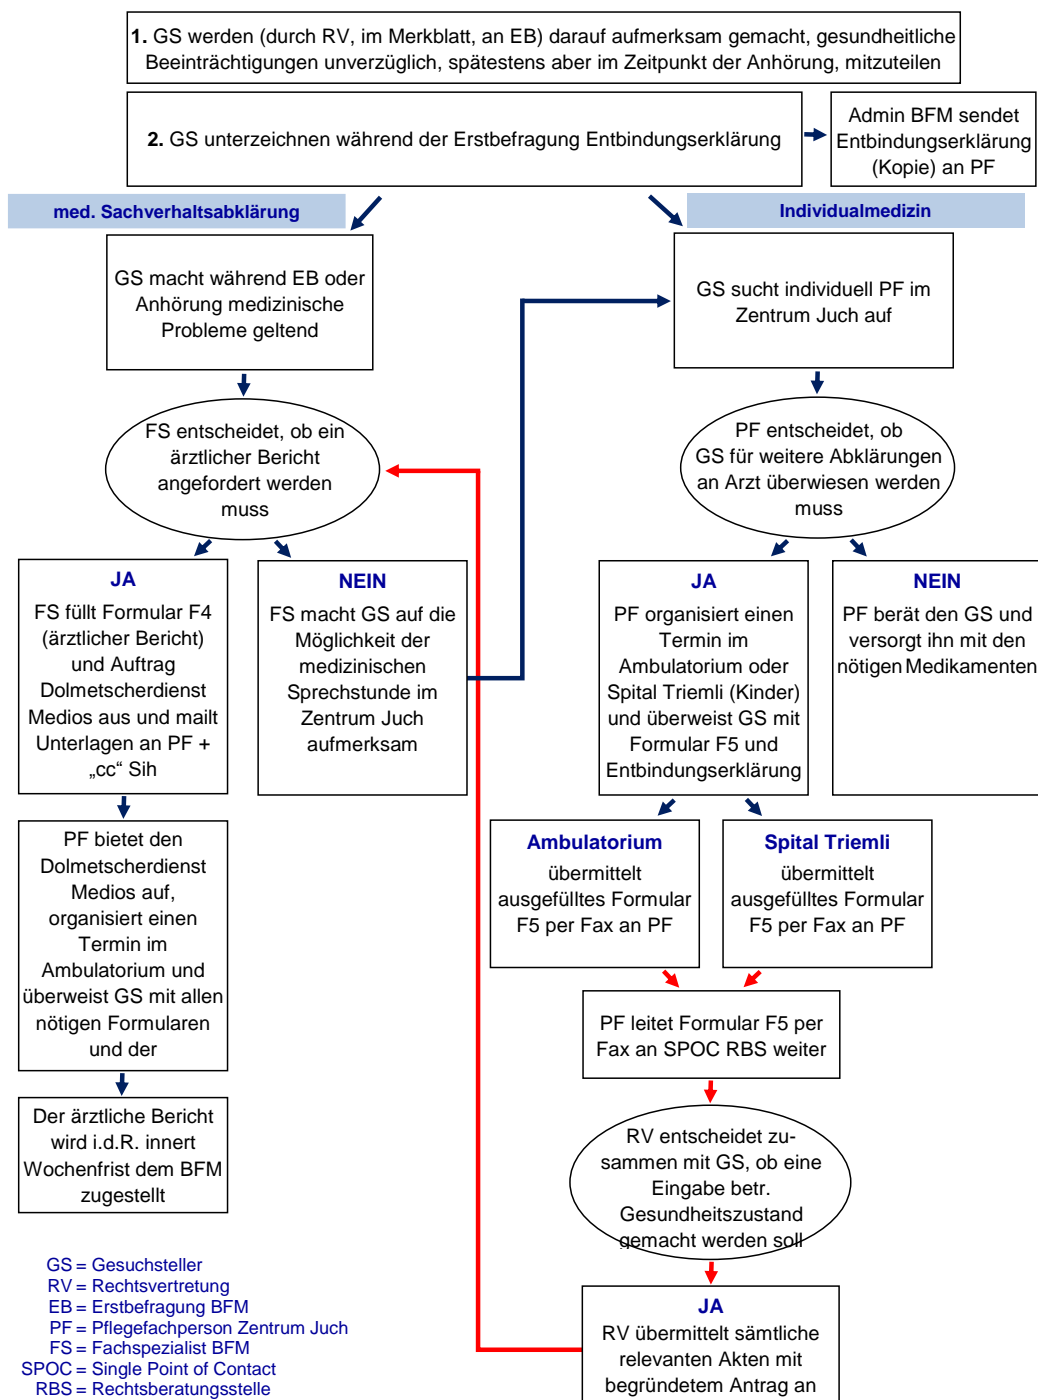 1. GS werden (durch RV, im Merkblatt, an EB) darauf aufmerksam gemacht, gesundheitliche
Beeinträchtigungen unverzüglich, spätestens aber im Zeitpunkt der Anhörung, mitzuteilen
2. GS unterzeichnen während der Erstbefragung Entbindungserklärung
Admin BFM sendet
Entbindungserklärung
(Kopie) an PF
med. Sachverhaltsabklärung
Individualmedizin
GS macht während EB oder
Anhörung medizinische
Probleme geltend
GS sucht individuell PF im
Zentrum Juch auf
FS entscheidet, ob ein
ärztlicher Bericht
angefordert werden
muss
PF entscheidet, ob
GS für weitere Abklärungen
an Arzt überwiesen werden
muss
JA
FS füllt Formular F4
(ärztlicher Bericht)
und Auftrag
Dolmetscherdienst
Medios aus und mailt
Unterlagen an PF +
„cc“ Sih
NEIN
FS macht GS auf die
Möglichkeit der
medizinischen
Sprechstunde im
Zentrum Juch
aufmerksam
JA
PF organisiert einen
Termin im
Ambulatorium oder
Spital Triemli (Kinder)
und überweist GS mit
Formular F5 und
Entbindungserklärung
NEIN
PF berät den GS und
versorgt ihn mit den
nötigen Medikamenten
PF bietet den
Dolmetscherdienst
Medios auf,
organisiert einen
Termin im
Ambulatorium und
überweist GS mit allen
nötigen Formularen
und der
Ambulatorium
übermittelt
ausgefülltes Formular
F5 per Fax an PF
Spital Triemli
übermittelt
ausgefülltes Formular
F5 per Fax an PF
PF leitet Formular F5 per
Fax an SPOC RBS weiter
Der ärztliche Bericht
wird i.d.R. innert
Wochenfrist dem BFM
zugestellt
RV entscheidet zu-
sammen mit GS, ob eine
Eingabe betr.
Gesundheitszustand
gemacht werden soll
JA
RV übermittelt sämtliche
relevanten Akten mit
begründetem Antrag an
GS = Gesuchsteller
RV = Rechtsvertretung
EB = Erstbefragung BFM
PF = Pflegefachperson Zentrum Juch
FS = Fachspezialist BFM
SPOC = Single Point of Contact
RBS = Rechtsberatungsstelle